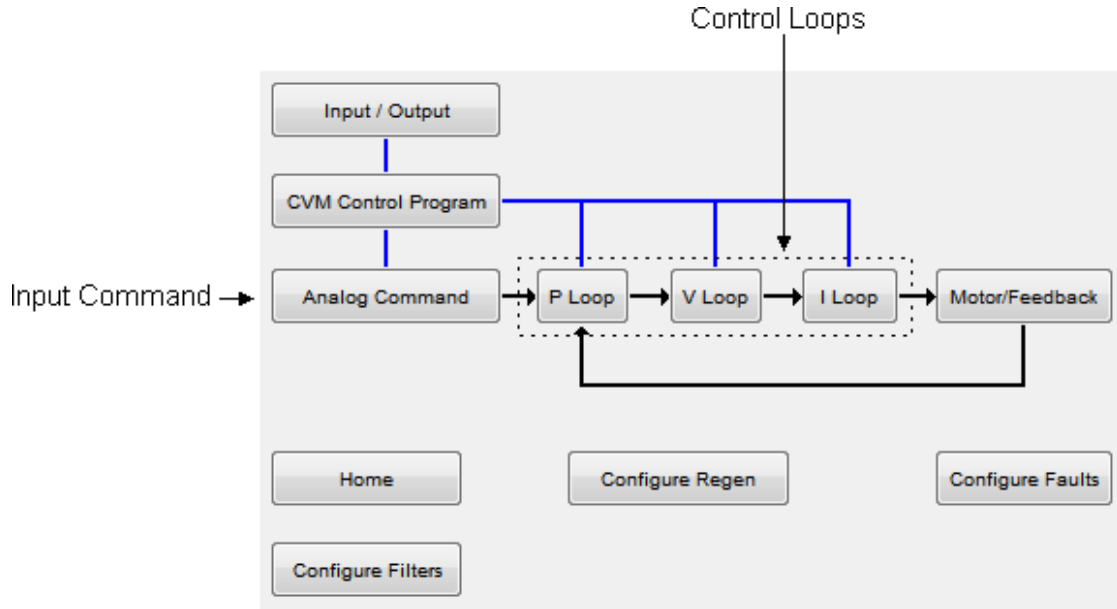 Control Loops
Input / Output
CVM Control Program
Input Command
Analog Command
P Loop
V Loop
I Loop
Motor/Feedback
Home
Configure Regen
Configure Faults
Configure Filters